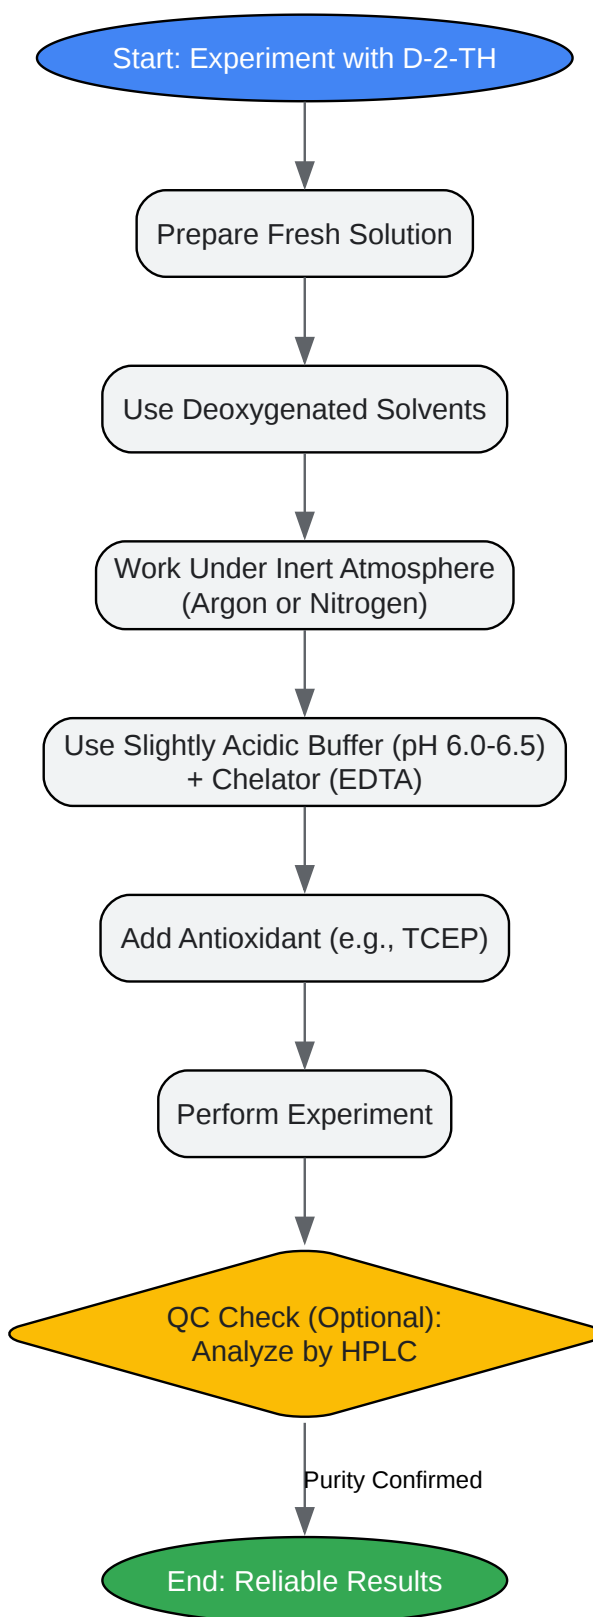 Start: Experiment with D-2-TH
Prepare Fresh Solution
Use Deoxygenated Solvents
Work Under Inert Atmosphere
(Argon or Nitrogen)
Use Slightly Acidic Buffer (pH 6.0-6.5)
+ Chelator (EDTA)
Add Antioxidant (e.g., TCEP)
Perform Experiment
QC Check (Optional):
Analyze by HPLC
Purity Confirmed
End: Reliable Results